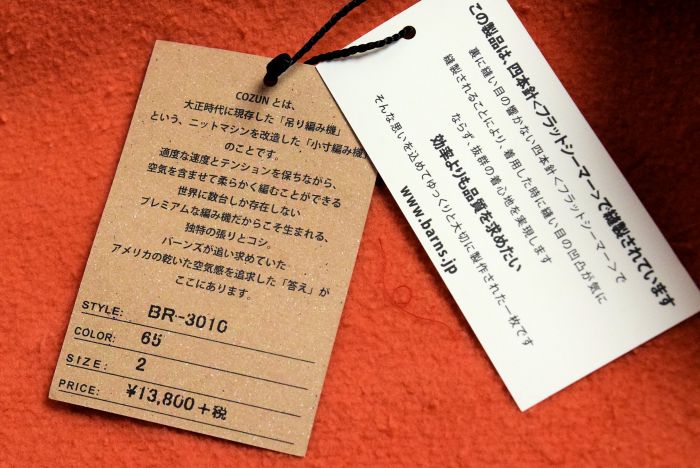 COZUNとは、
大正時代に現存した「吊り編み機」
という、ニットマシンを改造した「小寸編み機」
のことです。
適度な速度とテンションを保ちながら、
空気を含ませて柔らかく編むことができる
世界に数台しか存在しない
プレミアムな編み機だからこそ生まれる、
独特の張りとコシ。
バーンズが追い求めていた
アメリカの乾いた空気感を追求した「答え」が
ここにあります。
STYLE: BR-3010
COLOR: 65
SIZE: 2
PRICE: ¥13,800+税
この製品は、四本針<フラットシーマー>で縫製されています
裏に縫い目の響かない四本針<フラットシーマー>で
縫製されることにより、着用した時に縫い目の凹凸が気に
ならず、抜群の着心地を実現します
効率よりも品質を求めたい
そんな思いを込めてゆっくりと大切に製作された一枚です
www.barns.jp